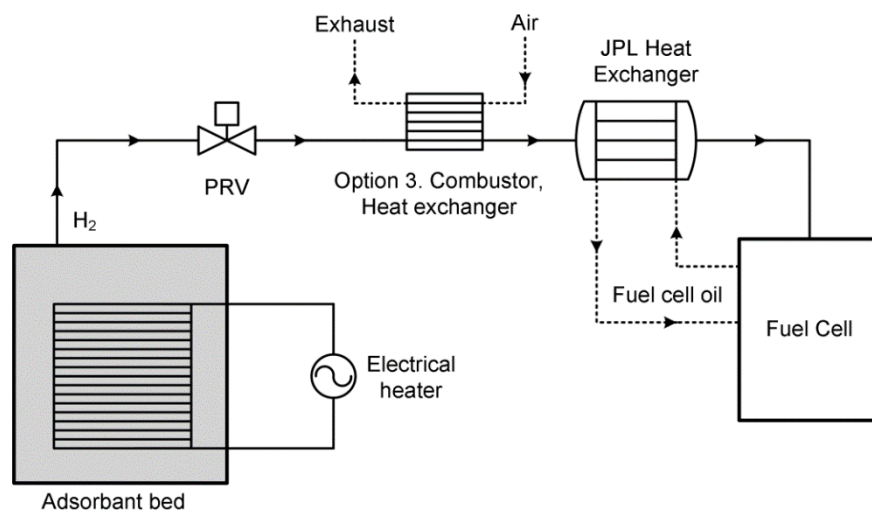 Exhaust
Air
JPL Heat
Exchanger
PRV
Option 3. Combustor,
Heat exchanger
H₂
Fuel cell oil
Fuel Cell
Electrical
heater
Adsorbant bed